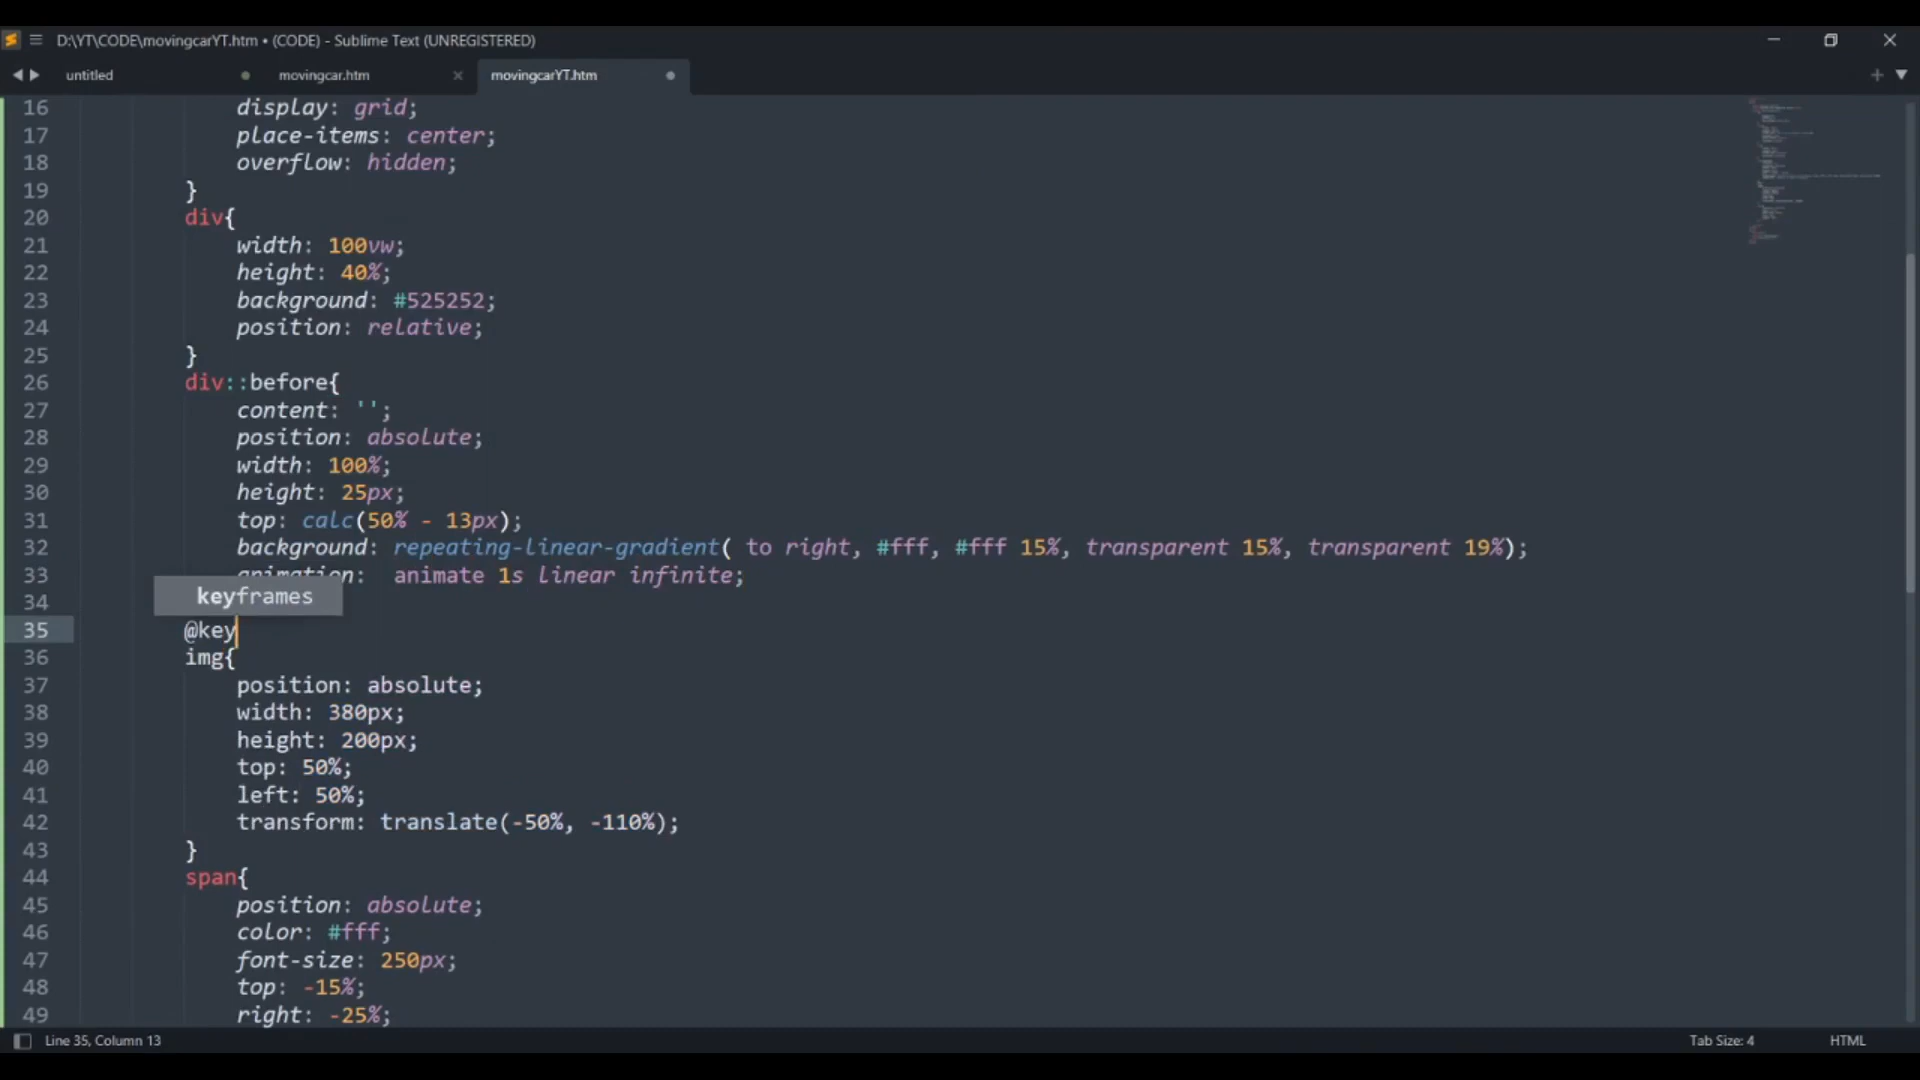 D:\YT\CODE\movingcarYT.htm • (CODE) - Sublime Text (UNREGISTERED)
untitled
movingcar.htm
movingcarYT.htm
16 display: grid;
17 place-items: center;
18 overflow: hidden;
19 }
20 div{
21 width: 100vw;
22 height: 40%;
23 background: #525252;
24 position: relative;
25 }
26 div::before{
27 content: '';
28 position: absolute;
29 width: 100%;
30 height: 25px;
31 top: calc(50% - 13px);
32 background: repeating-linear-gradient( to right, #fff, #fff 15%, transparent 15%, transparent 19%);
33 animation: animate 1s linear infinite;
keyframes
34
35 @key
36 img{
37 position: absolute;
38 width: 380px;
39 height: 200px;
40 top: 50%;
41 left: 50%;
42 transform: translate(-50%, -110%);
43 }
44 span{
45 position: absolute;
46 color: #fff;
47 font-size: 250px;
48 top: -15%;
49 right: -25%;
Line 35, Column 13
Tab Size: 4
HTML